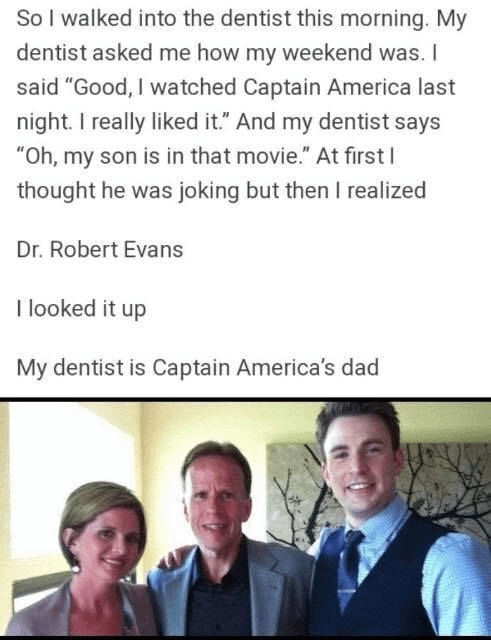 So I walked into the dentist this morning. My
dentist asked me how my weekend was. I
said “Good, I watched Captain America last
night. I really liked it.” And my dentist says
“Oh, my son is in that movie.” At first I
thought he was joking but then I realized
Dr. Robert Evans
I looked it up
My dentist is Captain America’s dad